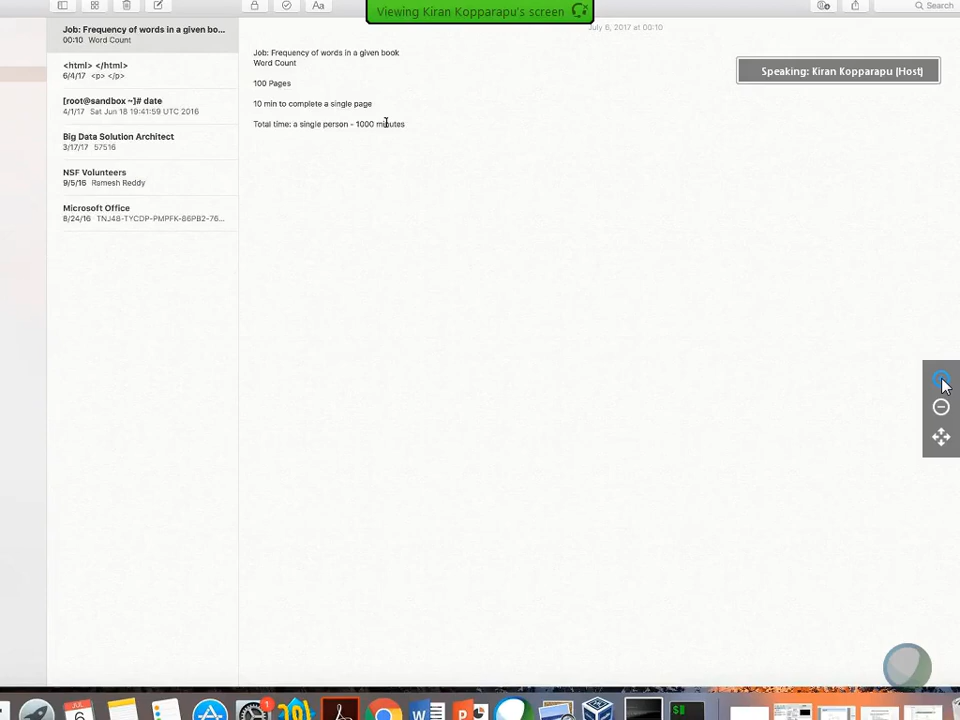 Viewing Kiran Kopparapu's screen
Aa
Search
July 6, 2017 at 00:10
Speaking: Kiran Kopparapu [Host]
Job: Frequency of words in a given bo...
00:10 Word Count
<html> </html>
6/4/17 <p> </p>
[root@sandbox ~]# date
4/1/17 Sat Jun 18 19:41:59 UTC 2016
Big Data Solution Architect
3/17/17 57516
NSF Volunteers
9/5/16 Ramesh Reddy
Microsoft Office
8/24/16 TNJ48-TYCDP-PMPFK-86PB2-76...
Job: Frequency of words in a given book
Word Count
100 Pages
10 min to complete a single page
Total time: a single person - 1000 minutes
JUL
6
1
W
P
$